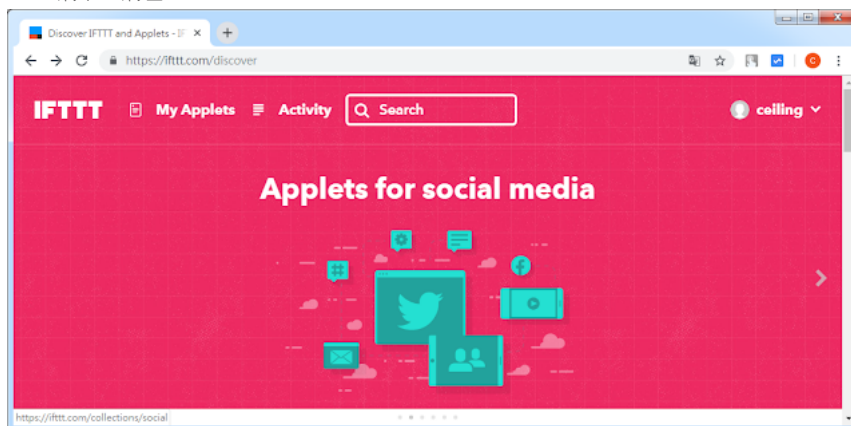 Discover IFTTT and Applets - IF
https://ifttt.com/discover
C
IFTTT My Applets Activity Search ceiling
Applets for social media
#
https://ifttt.com/collections/social